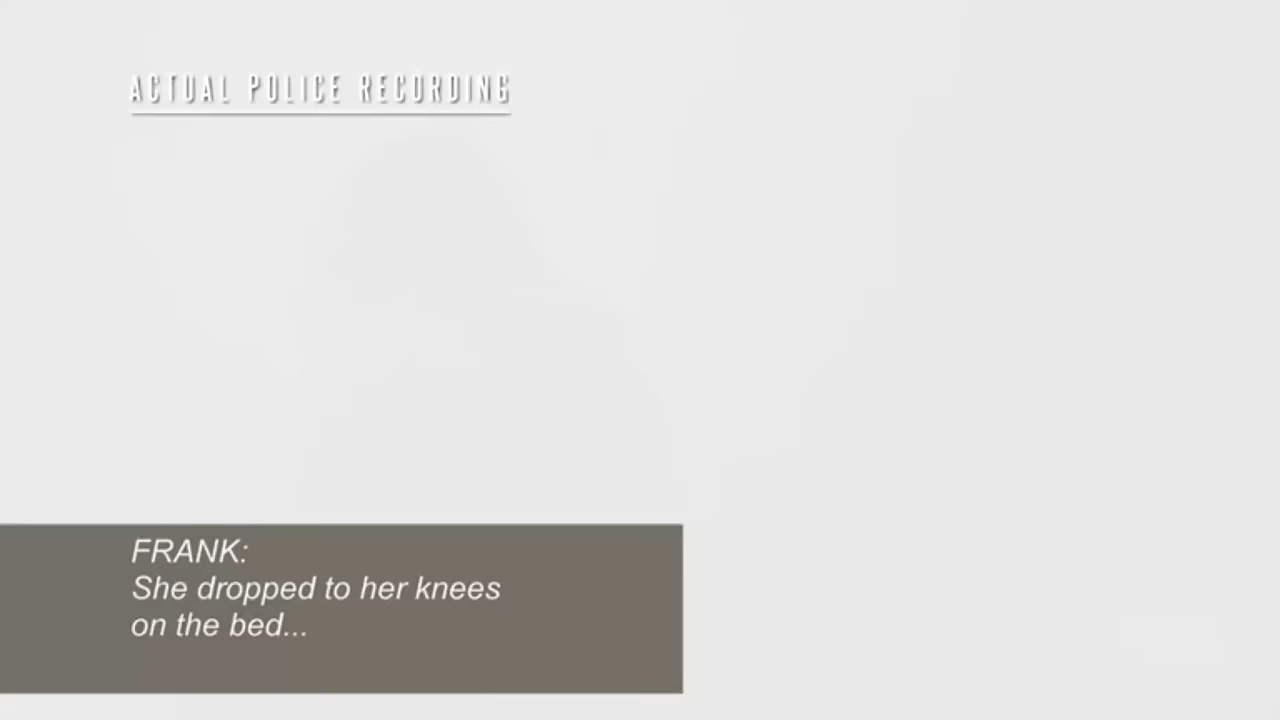 ACTUAL POLICE RECORDING
FRANK:
She dropped to her knees
on the bed...